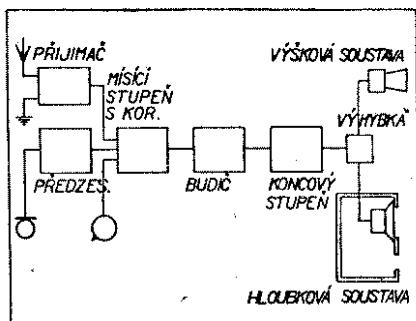 PŘIJIMAČ
MÍSÍCÍ
STUPEŇ
S KOR.
VÝŠKOVÁ SOUSTAVA
VÝHYBKA
PŘEDZES.
BUDIČ
KONCOVÝ
STUPEŇ
HLOUBKOVÁ SOUSTAVA